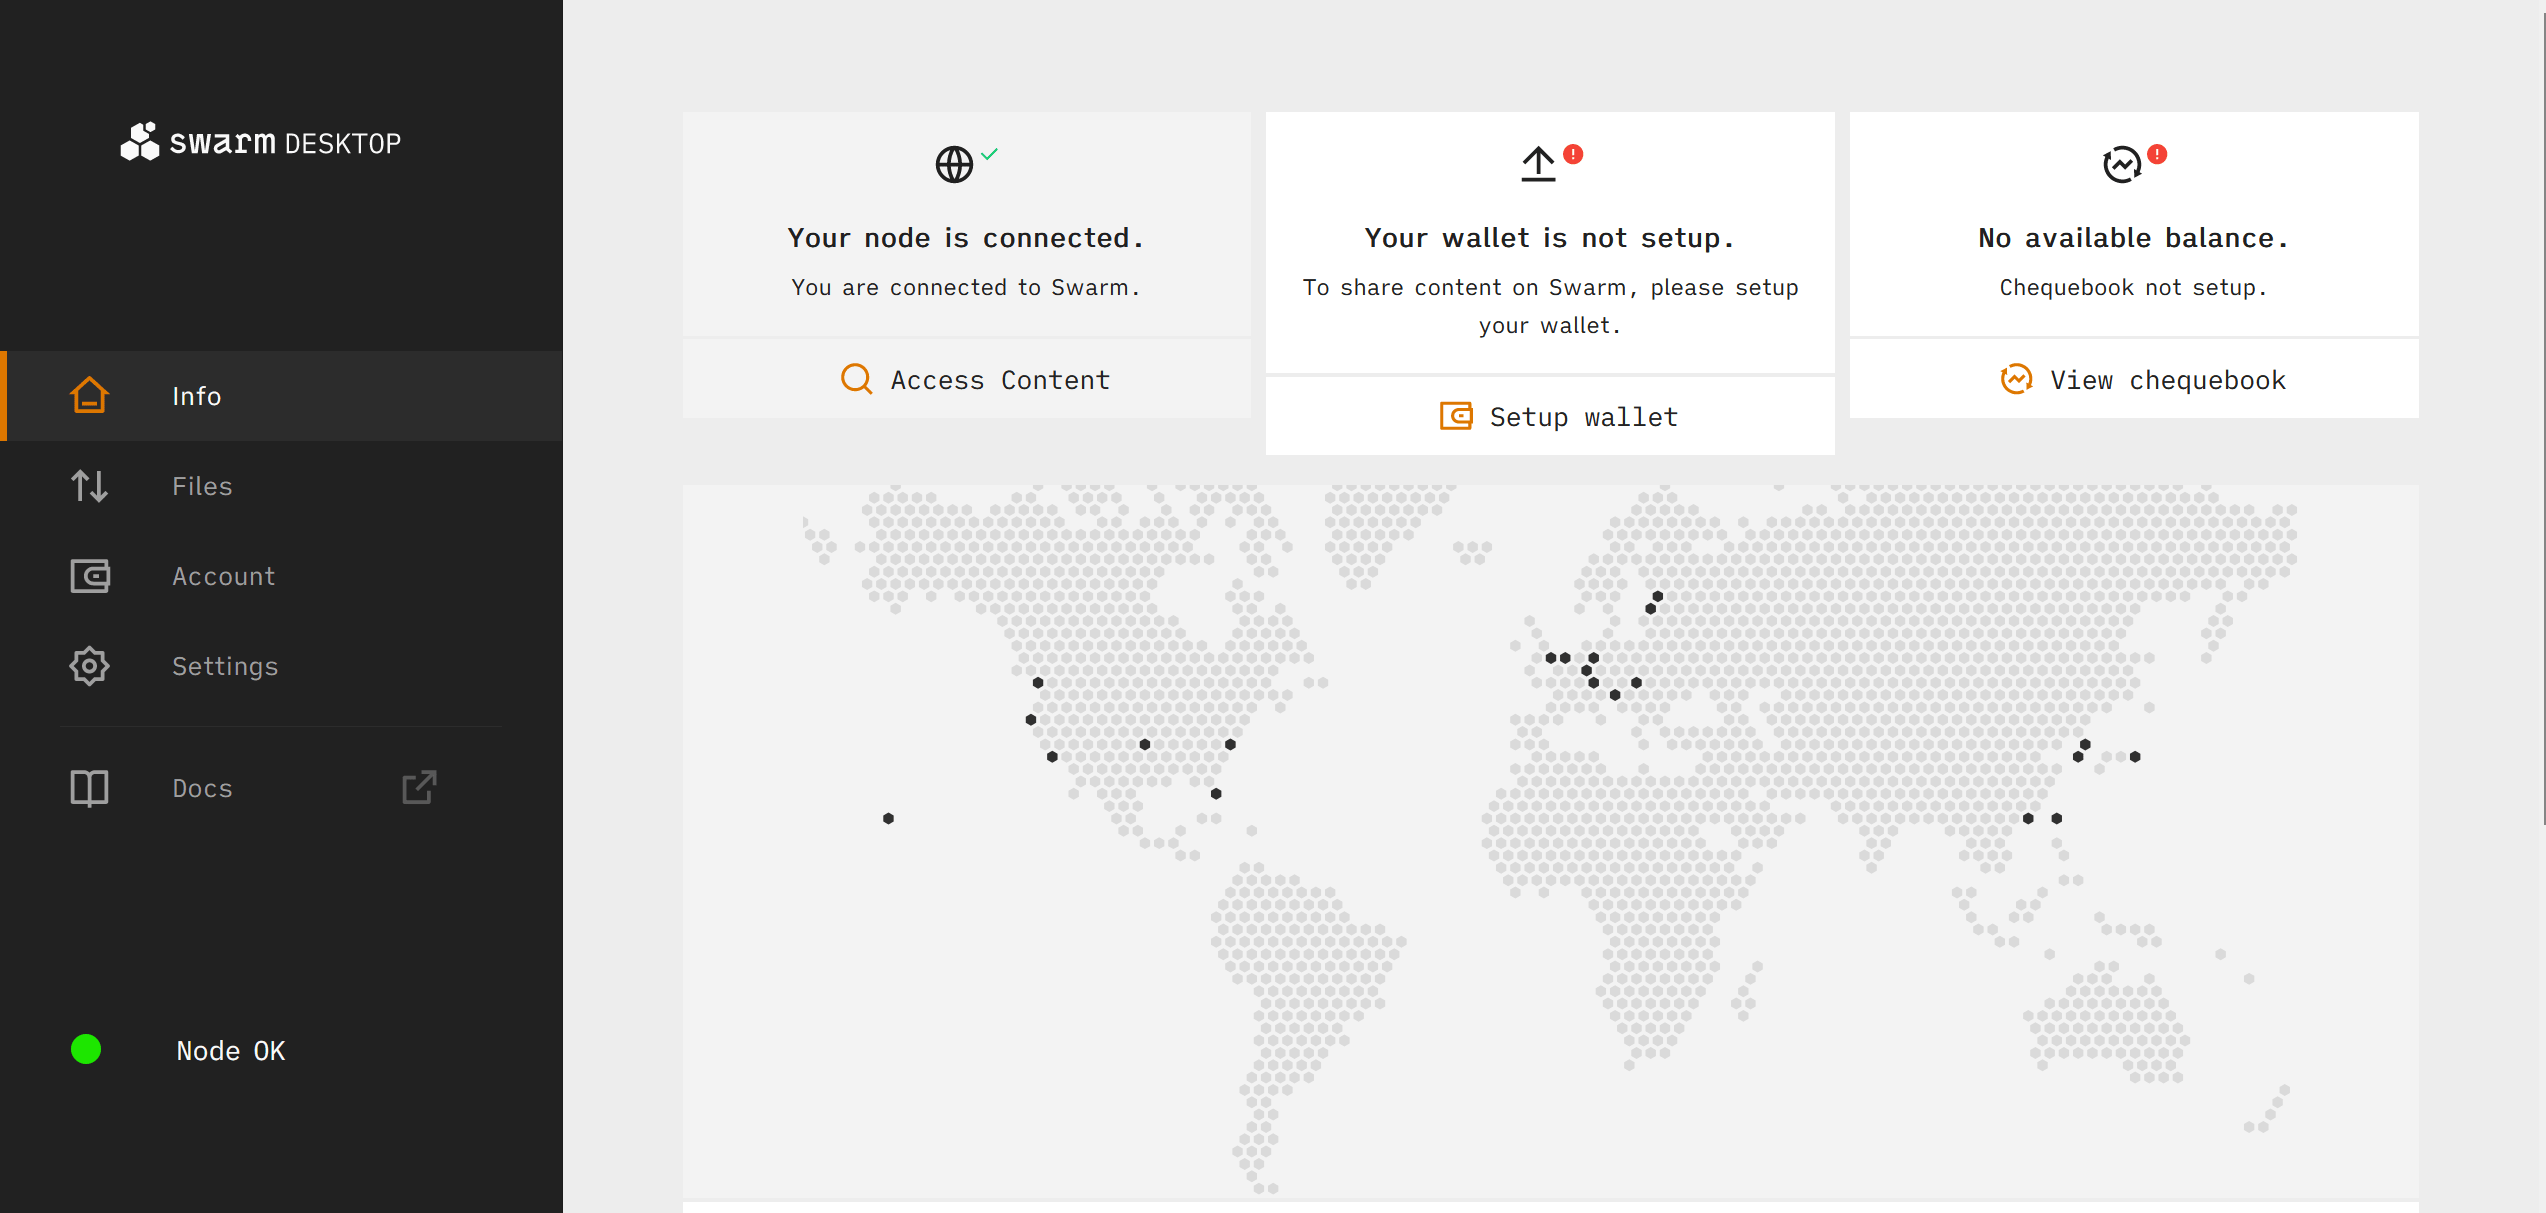 swarm DESKTOP
Info
Files
Account
Settings
Docs
Node OK
Your node is connected.
You are connected to Swarm.
Access Content
Your wallet is not setup.
To share content on Swarm, please setup
your wallet.
Setup wallet
No available balance.
Chequebook not setup.
View chequebook